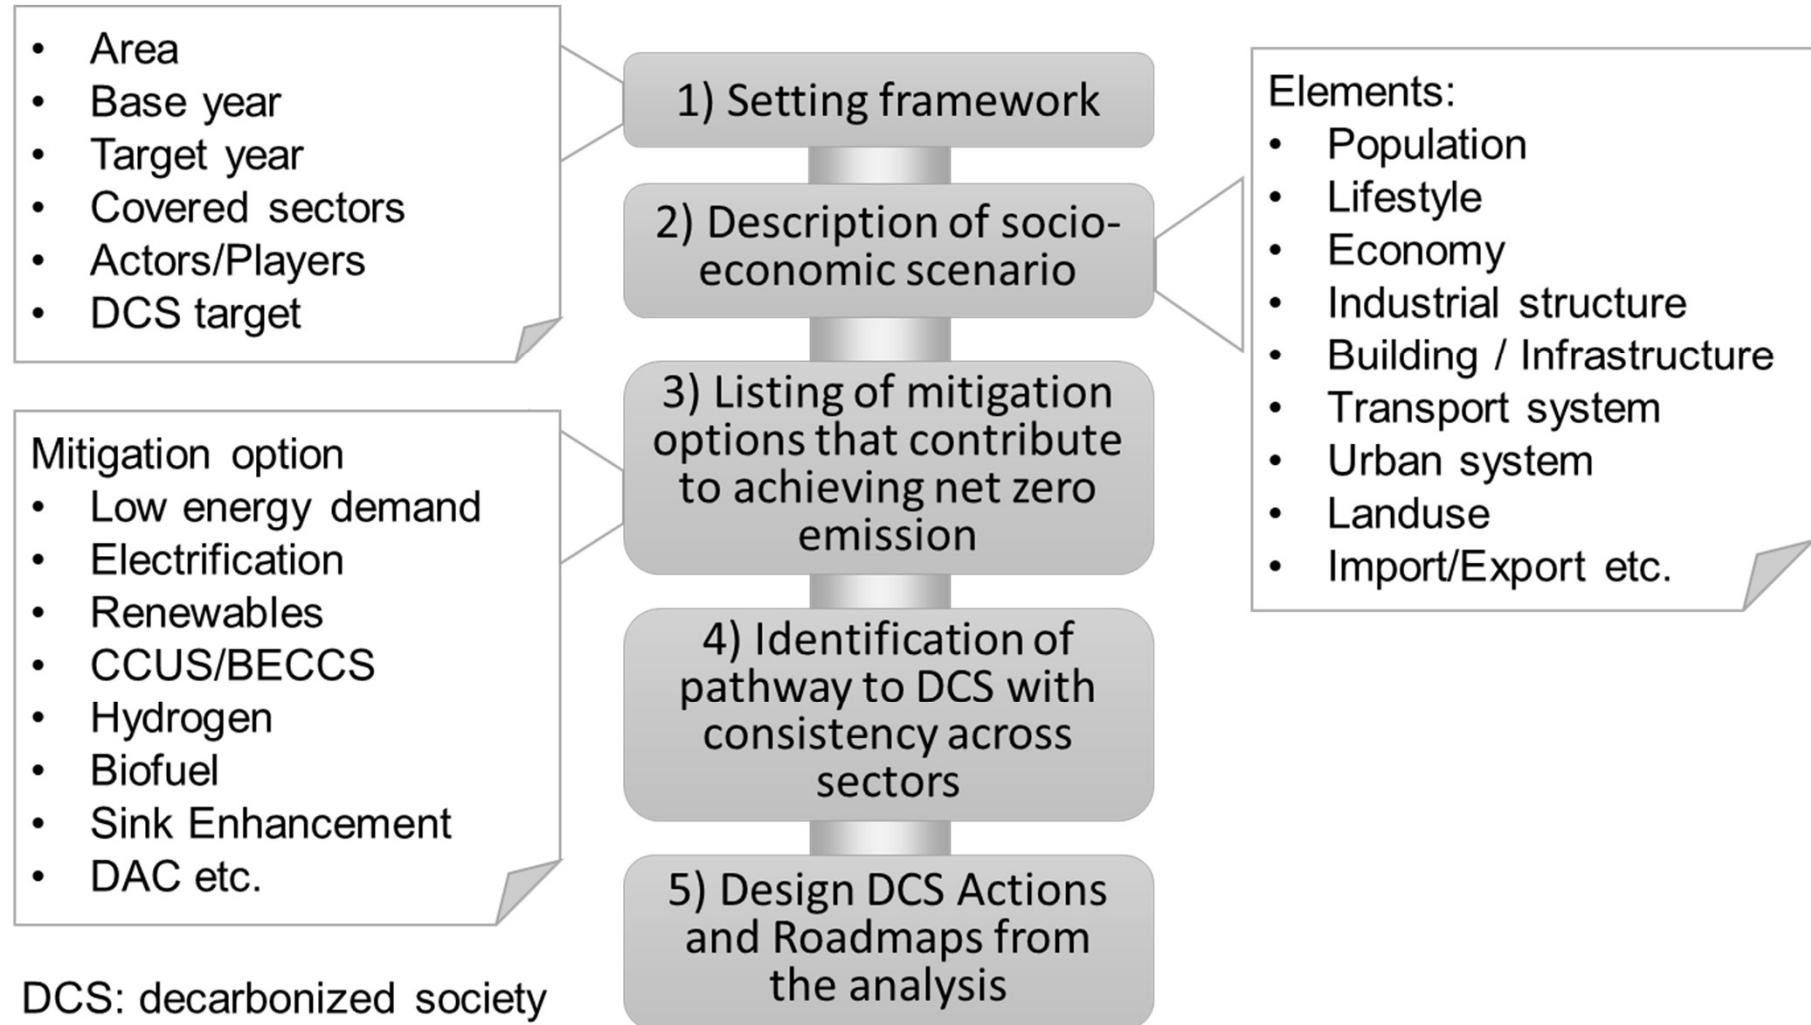 • Area
• Base year
• Target year
• Covered sectors
• Actors/Players
• DCS target
1) Setting framework
2) Description of socio-
economic scenario
Elements:
• Population
• Lifestyle
• Economy
• Industrial structure
• Building / Infrastructure
• Transport system
• Urban system
• Landuse
• Import/Export etc.
3) Listing of mitigation
options that contribute
to achieving net zero
emission
Mitigation option
• Low energy demand
• Electrification
• Renewables
• CCUS/BECCS
• Hydrogen
• Biofuel
• Sink Enhancement
• DAC etc.
4) Identification of
pathway to DCS with
consistency across
sectors
5) Design DCS Actions
and Roadmaps from
the analysis
DCS: decarbonized society